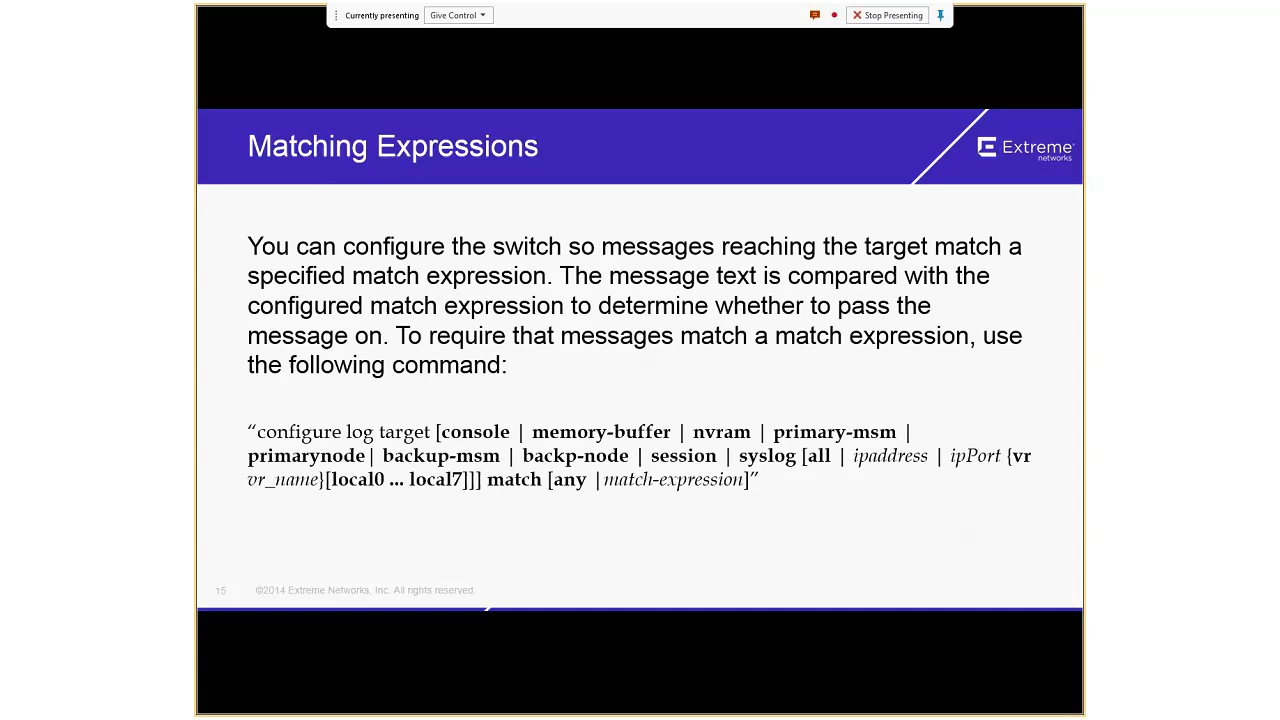 Currently presenting Give Control Stop Presenting
Matching Expressions
Extreme
networks
You can configure the switch so messages reaching the target match a
specified match expression. The message text is compared with the
configured match expression to determine whether to pass the
message on. To require that messages match a match expression, use
the following command:
“configure log target [console | memory-buffer | nvram | primary-msm |
primarynode| backup-msm | backp-node | session | syslog [all | ipaddress | ipPort {vr
vr_name}[local0 ... local7]]] match [any |match-expression]”
15 ©2014 Extreme Networks, Inc. All rights reserved.